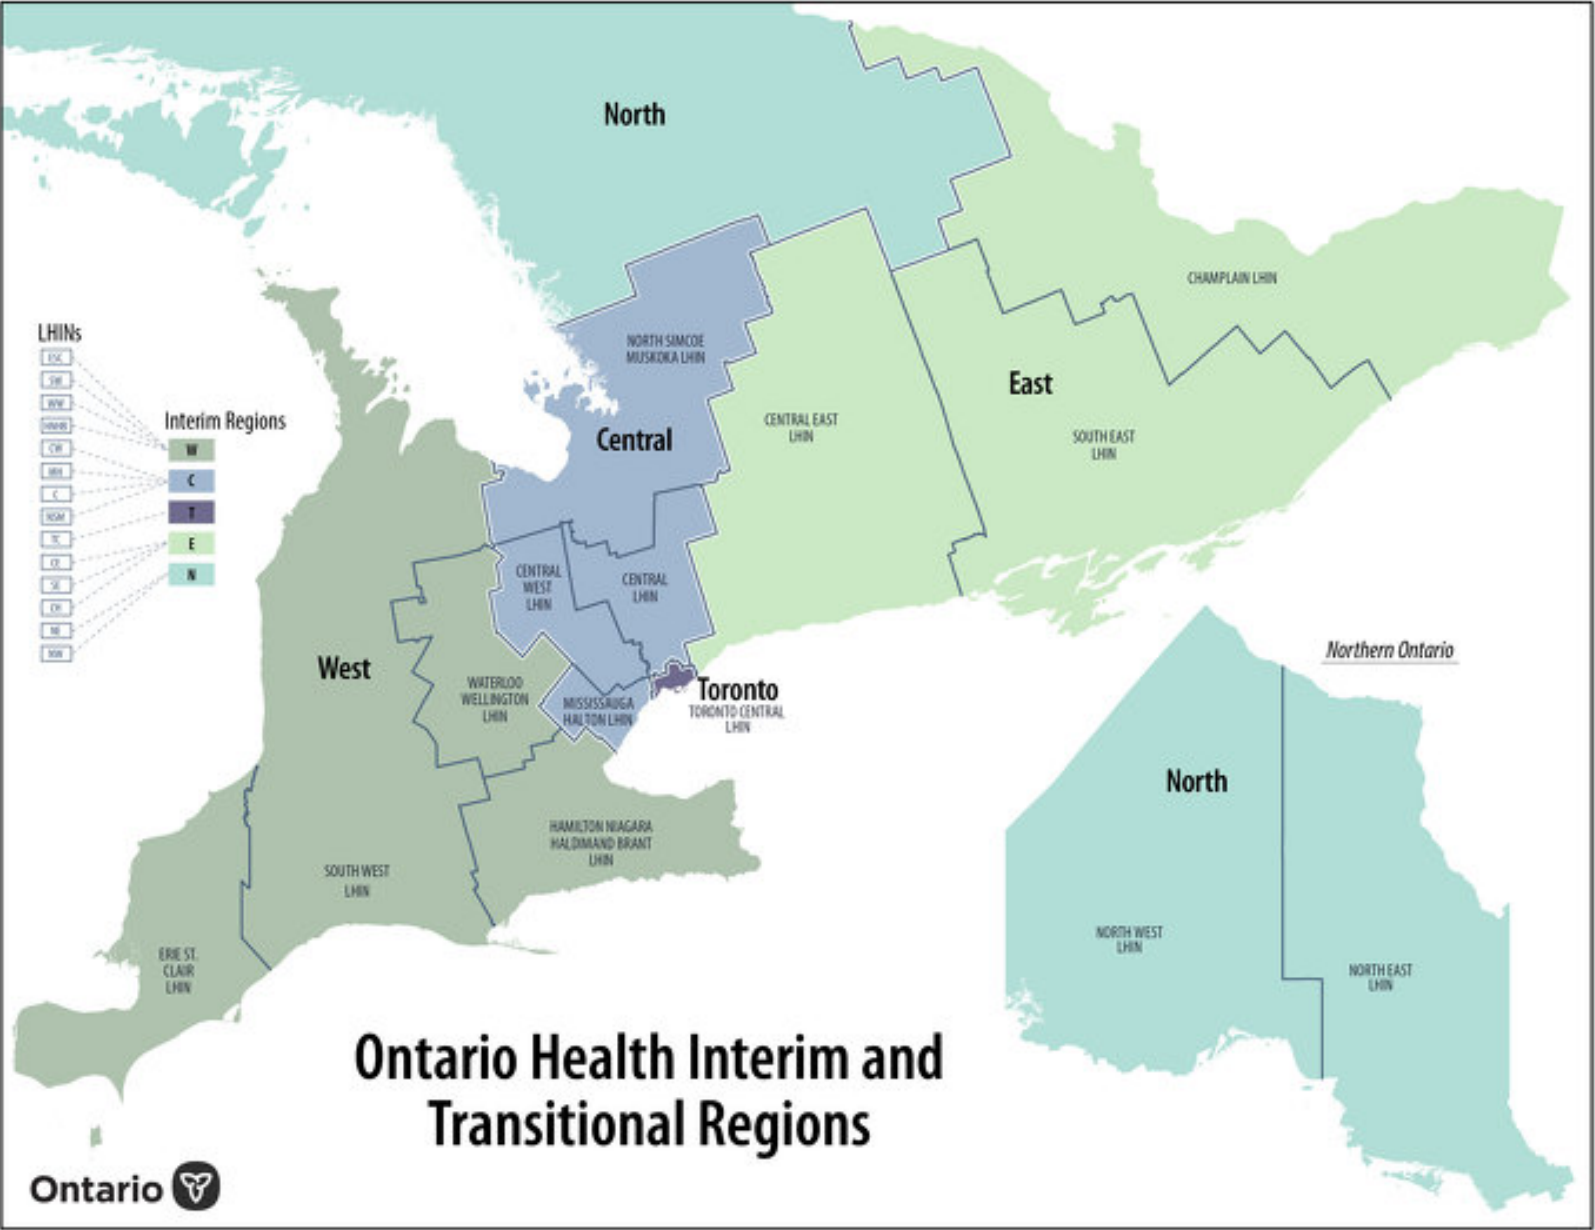 North
CHAMPLAIN LHIN
LHINs
ESC
SW
WW
HNHB
CW
MH
C
NSM
TC
CE
SE
CH
NE
NW
Interim Regions
W
C
T
E
N
NORTH SIMCOE
MUSKOKA LHIN
Central
CENTRAL EAST
LHIN
East
SOUTH EAST
LHIN
CENTRAL
WEST
LHIN
CENTRAL
LHIN
West
WATERLOO
WELLINGTON
LHIN
MISSISSAUGA
HALTON LHIN
Toronto
TORONTO CENTRAL
LHIN
HAMILTON NIAGARA
HALDIMAND BRANT
LHIN
SOUTH WEST
LHIN
ERIE ST.
CLAIR
LHIN
Northern Ontario
North
NORTH WEST
LHIN
NORTH EAST
LHIN
Ontario Health Interim and
Transitional Regions
Ontario